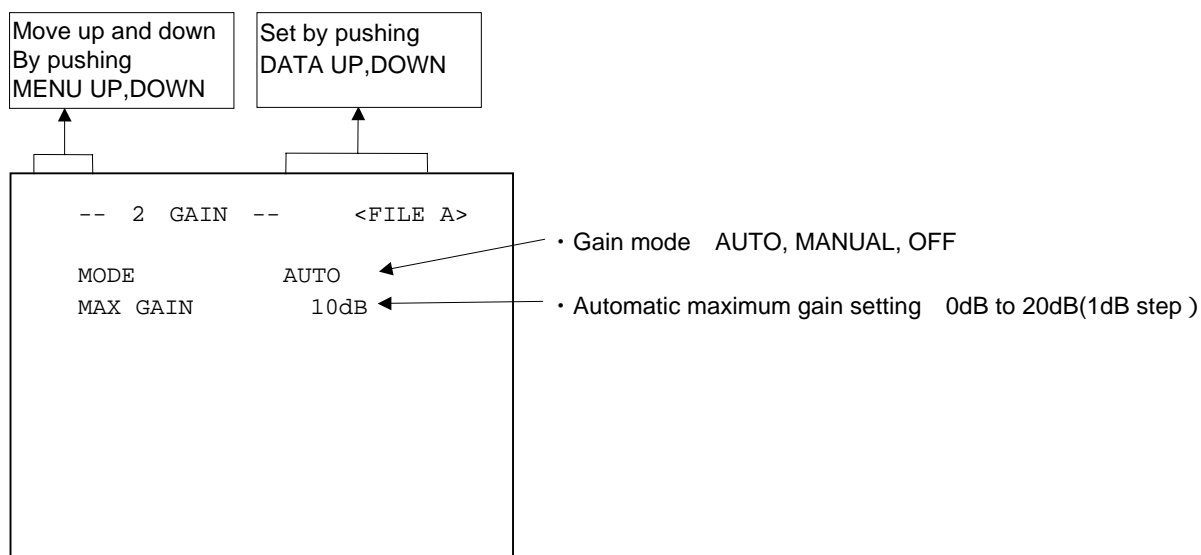 Move up and down
By pushing
MENU UP,DOWN
Set by pushing
DATA UP,DOWN
-- 2 GAIN -- <FILE A>
MODE AUTO
MAX GAIN 10dB
・Gain mode AUTO, MANUAL, OFF
・Automatic maximum gain setting 0dB to 20dB(1dB step )